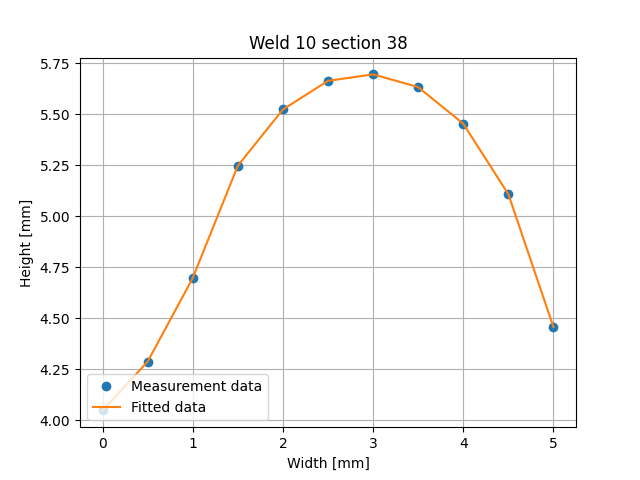 Weld 10 section 38
5.75
5.50
5.25
5.00
4.75
4.50
4.25
4.00
Height [mm]
Measurement data
Fitted data
0 1 2 3 4 5
Width [mm]